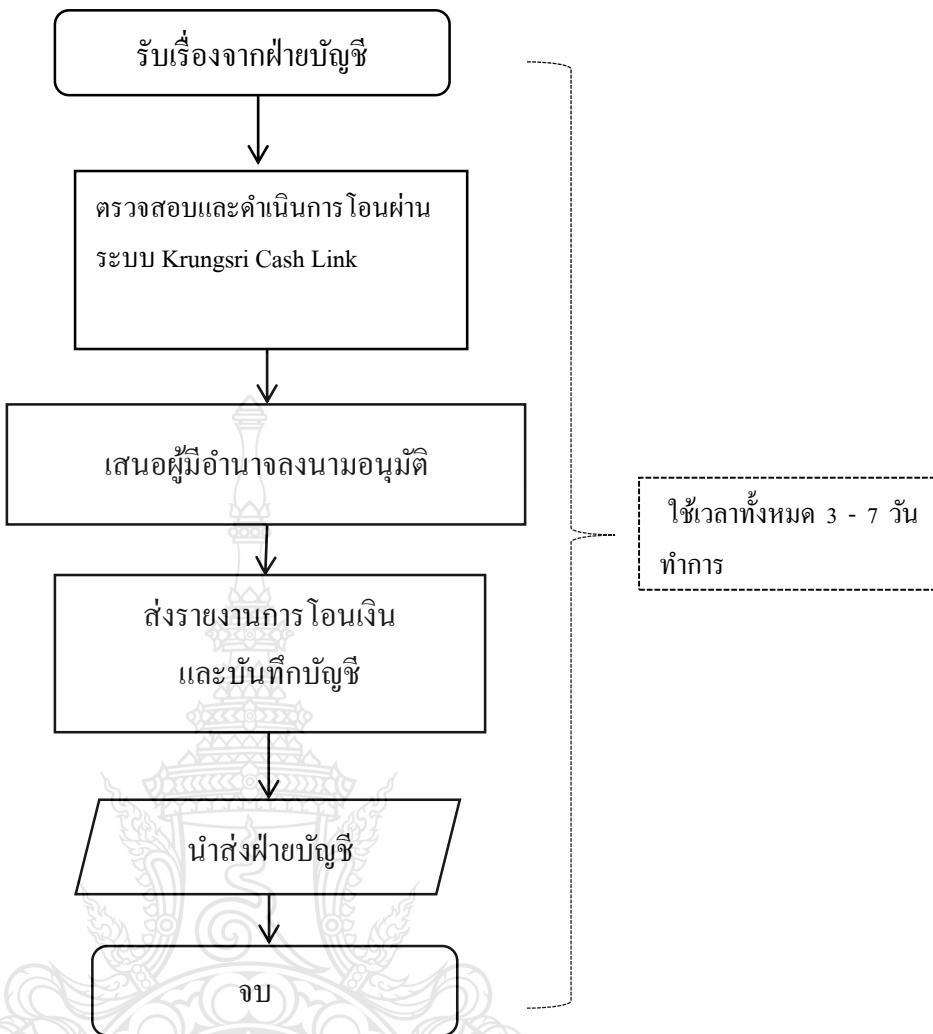 รับเรื่องจากฝ่ายบัญชี
ตรวจสอบและดำเนินการโอนผ่าน
ระบบ Krungsri Cash Link
เสนอผู้มีอำนาจลงนามอนุมัติ
ส่งรายงานการโอนเงิน
และบันทึกบัญชี
นำส่งฝ่ายบัญชี
จบ
ใช้เวลาทั้งหมด 3 - 7 วัน
ทำการ